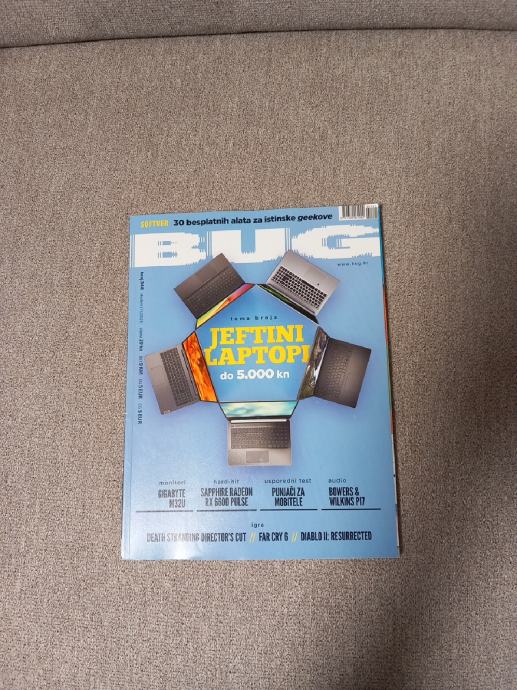 SOFTVER 30 besplatnih alata za istinske geekove
BUG
www.bug.hr
tema broja
JEFTINI
LAPTOPI
do 5.000 kn
monitori
GIGABYTE
M32U
hard-hit
SAPPHIRE RADEON
RX 6600 PULSE
usporedni test
PUNJAČI ZA
MOBITELE
audio
BOWERS &
WILKINS PI7
igre
DEATH STRANDING DIRECTOR'S CUT // FAR CRY 6 // DIABLO II: RESURRECTED